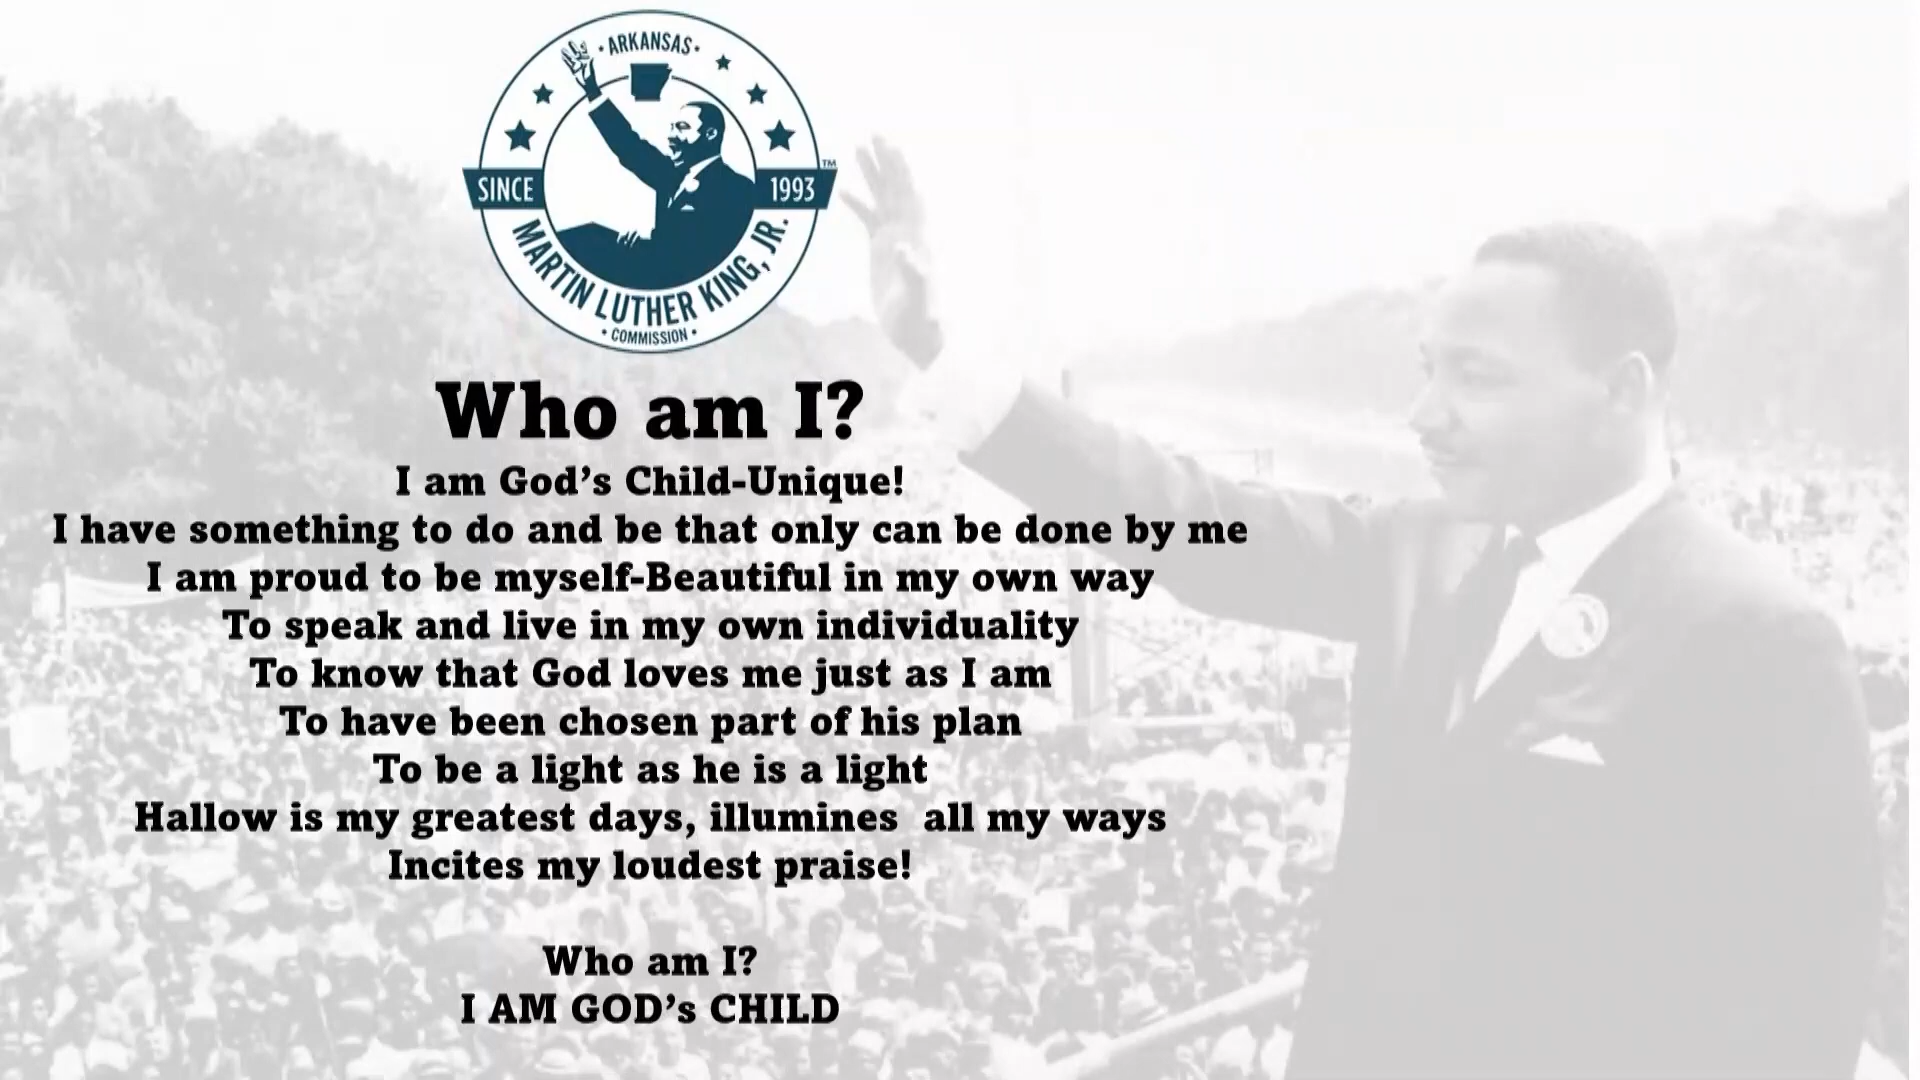 ARKANSAS
SINCE 1993
TM
MARTIN LUTHER KING, JR.
COMMISSION
Who am I?
I am God’s Child-Unique!
I have something to do and be that only can be done by me
I am proud to be myself-Beautiful in my own way
To speak and live in my own individuality
To know that God loves me just as I am
To have been chosen part of his plan
To be a light as he is a light
Hallow is my greatest days, illumines  all my ways
Incites my loudest praise!
Who am I?
I AM GOD’s CHILD